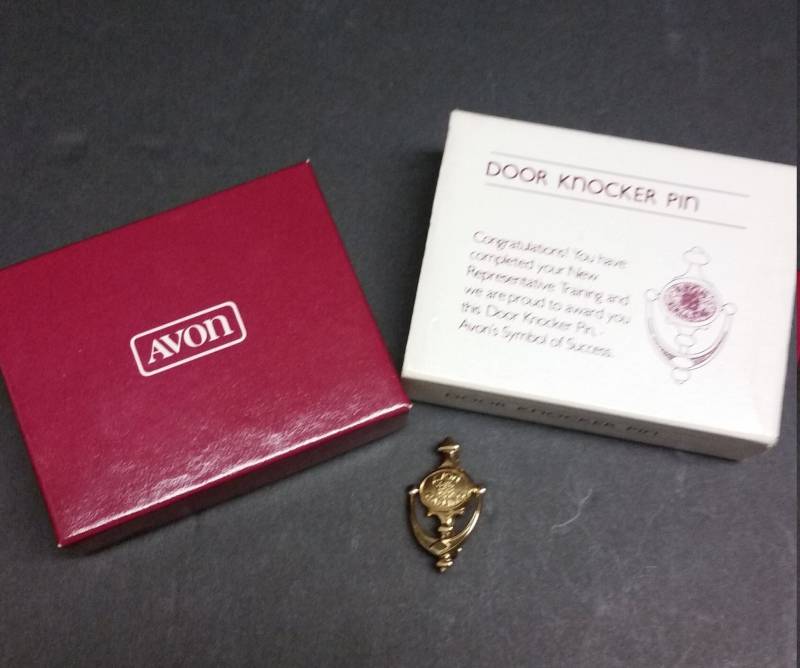 AVON
DOOR KNOCKER PIN
Congratulations! You have
completed your New
Representative Training and
we are proud to award you
this Door Knocker Pin -
Avon's Symbol of Success.
DOOR KNOCKER PIN